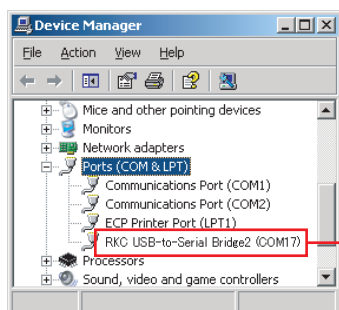 Device Manager
File Action View Help
Mice and other pointing devices
Monitors
Network adapters
Ports (COM & LPT)
Communications Port (COM1)
Communications Port (COM2)
ECP Printer Port (LPT1)
RKC USB-to-Serial Bridge2 (COM17)
Processors
Sound, video and game controllers